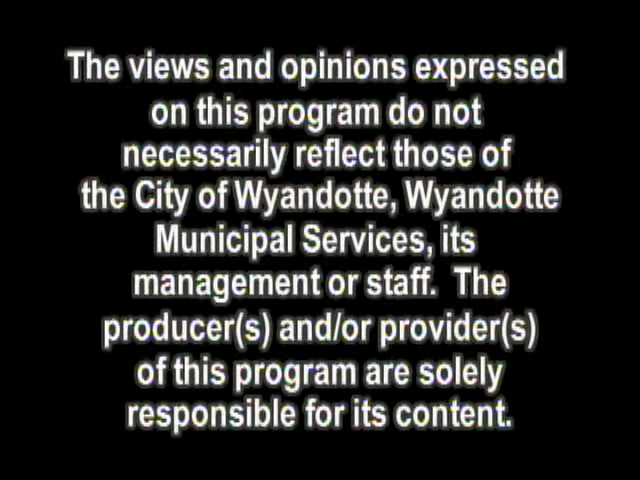 The views and opinions expressed
on this program do not
necessarily reflect those of
the City of Wyandotte, Wyandotte
Municipal Services, its
management or staff.  The
producer(s) and/or provider(s)
of this program are solely
responsible for its content.